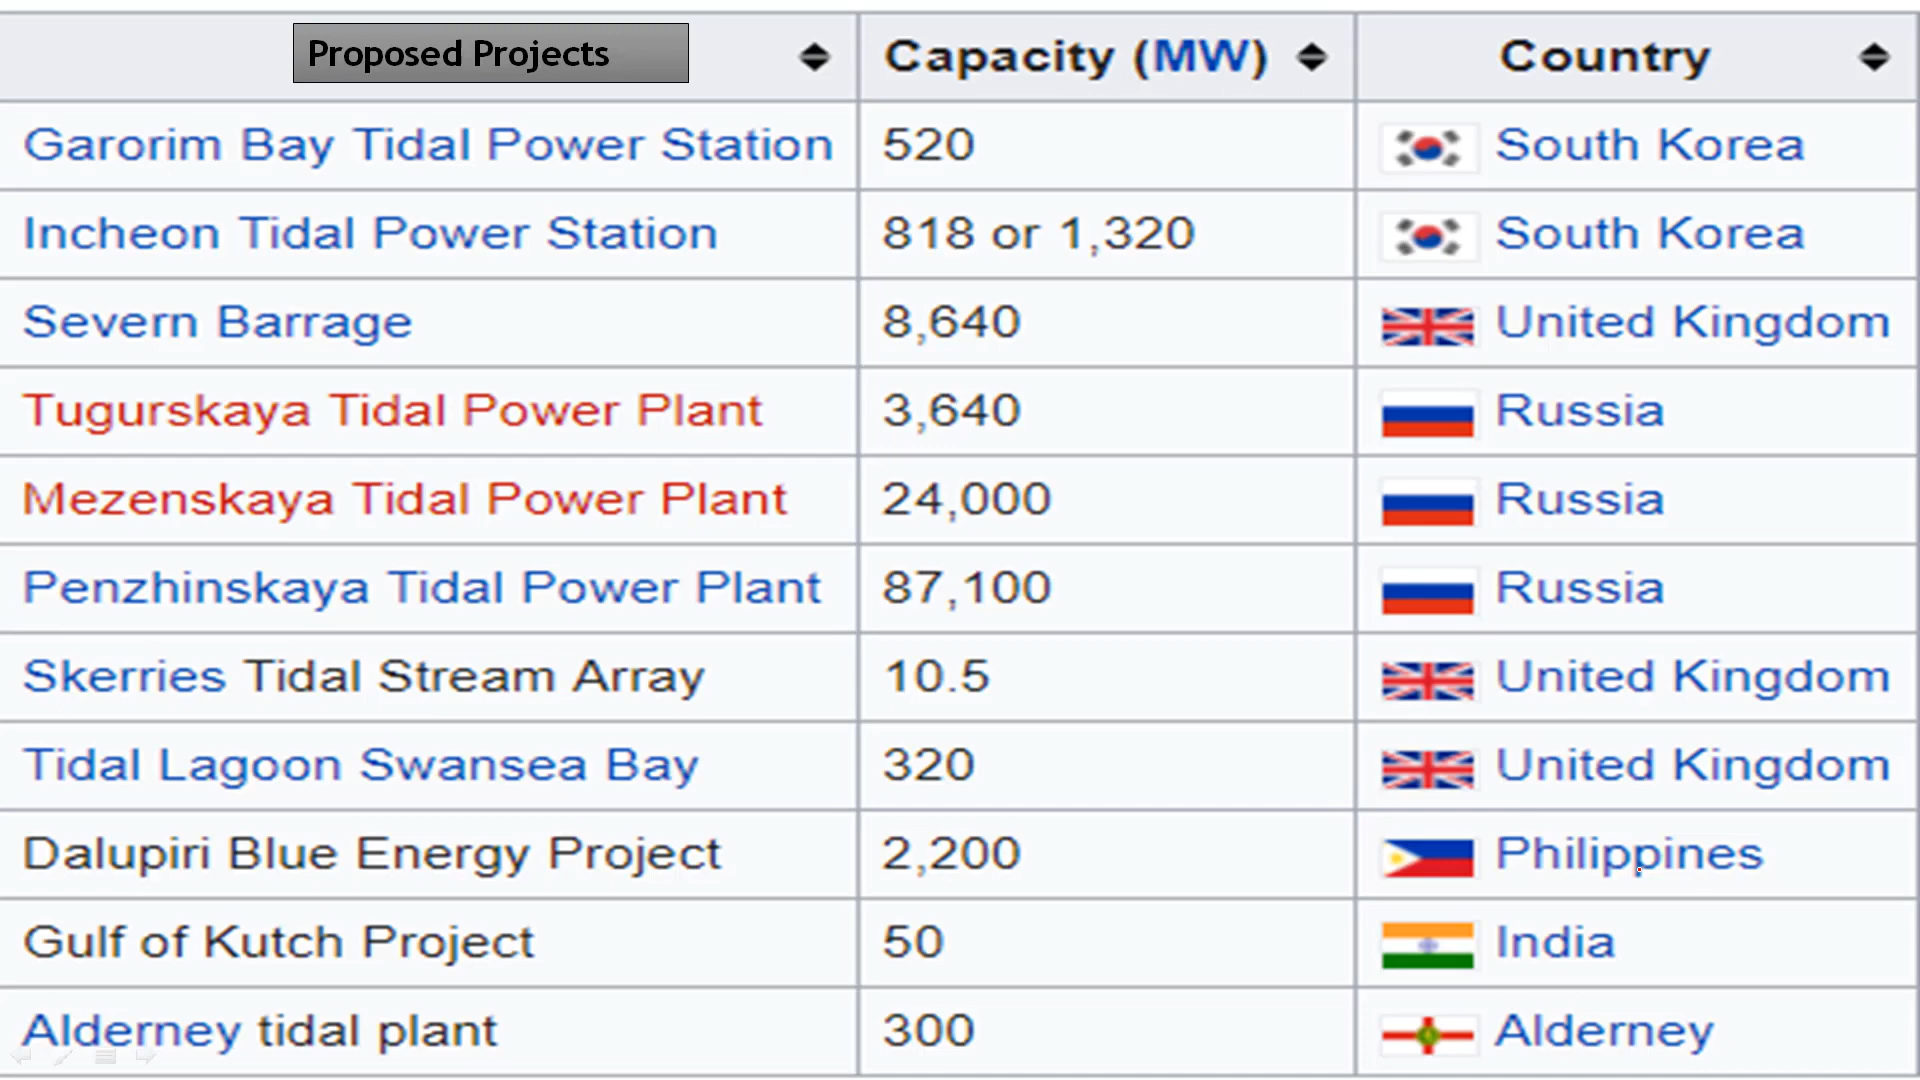 Proposed Projects Capacity (MW) Country
Garorim Bay Tidal Power Station 520 South Korea
Incheon Tidal Power Station 818 or 1,320 South Korea
Severn Barrage 8,640 United Kingdom
Tugurskaya Tidal Power Plant 3,640 Russia
Mezenskaya Tidal Power Plant 24,000 Russia
Penzhinskaya Tidal Power Plant 87,100 Russia
Skerries Tidal Stream Array 10.5 United Kingdom
Tidal Lagoon Swansea Bay 320 United Kingdom
Dalupiri Blue Energy Project 2,200 Philippines
Gulf of Kutch Project 50 India
Alderney tidal plant 300 Alderney